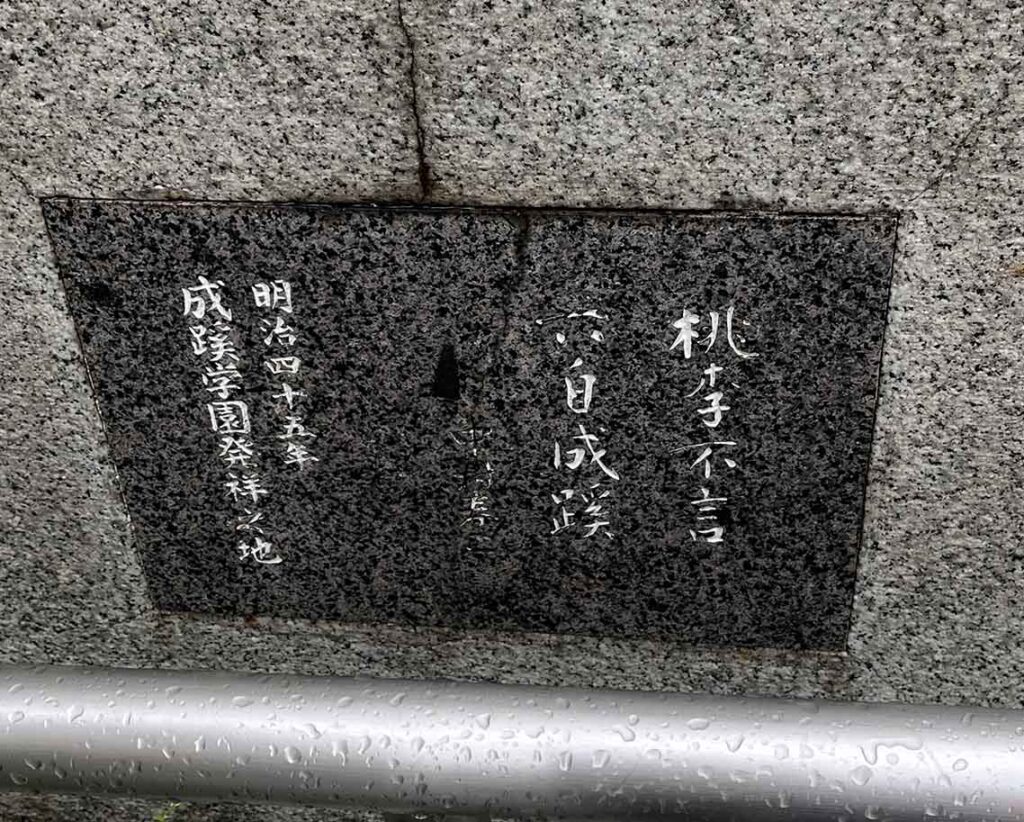 桃李不言
下自成蹊
明治四十五年
成蹊学園発祥之地